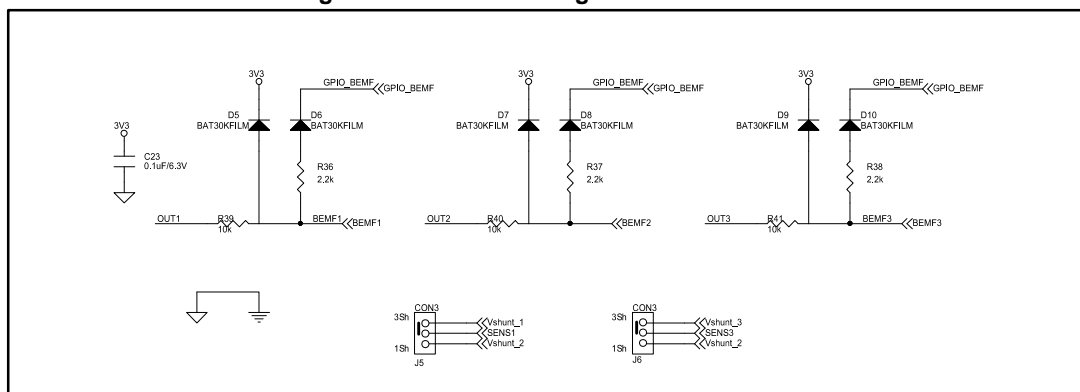 3V3
C23
0.1uF/6.3V
3V3
D5
BAT30KFILM
GPIO_BEMF
GPIO_BEMF
D6
BAT30KFILM
R36
2.2k
OUT1
R39
10k
BEMF1
BEMF1
3V3
D7
BAT30KFILM
GPIO_BEMF
GPIO_BEMF
D8
BAT30KFILM
R37
2.2k
OUT2
R40
10k
BEMF2
3V3
D9
BAT30KFILM
GPIO_BEMF
GPIO_BEMF
D10
BAT30KFILM
R38
2.2k
OUT3
R41
10k
BEMF3
BEMF3
CON3
3Sh
1Sh
J5
Vshunt_1
SENS1
Vshunt_2
CON3
3Sh
1Sh
J6
Vshunt_3
SENS3
Vshunt_2